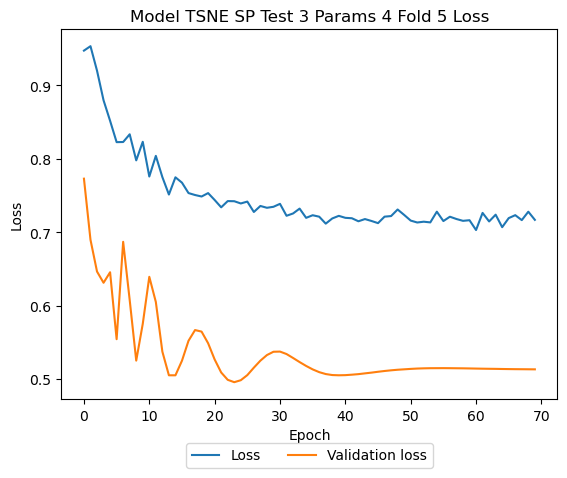 Model TSNE SP Test 3 Params 4 Fold 5 Loss
Loss
0.9
0.8
0.7
0.6
0.5
0 10 20 30 40 50 60 70
Epoch
Loss Validation loss